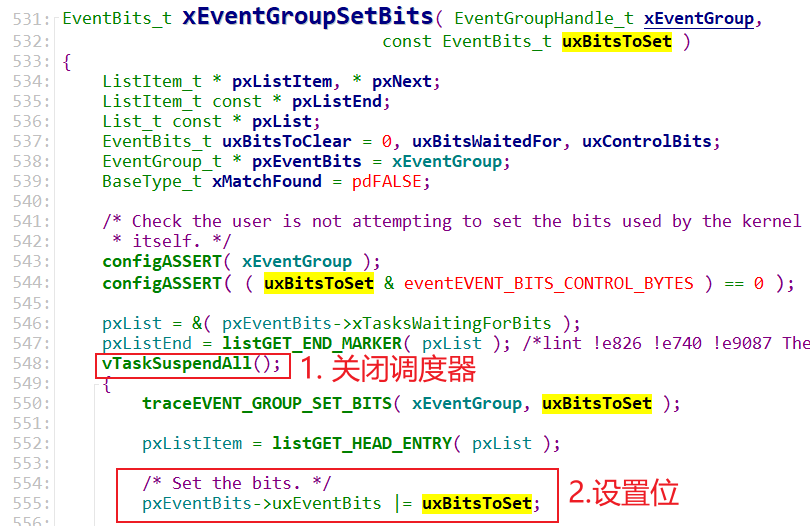 531: EventBits_t xEventGroupSetBits( EventGroupHandle_t xEventGroup,
532:                                 const EventBits_t uxBitsToSet )
533: {
534:     ListItem_t * pxListItem, * pxNext;
535:     ListItem_t const * pxListEnd;
536:     List_t const * pxList;
537:     EventBits_t uxBitsToClear = 0, uxBitsWaitedFor, uxControlBits;
538:     EventGroup_t * pxEventBits = xEventGroup;
539:     BaseType_t xMatchFound = pdFALSE;
540:
541:     /* Check the user is not attempting to set the bits used by the kernel
542:      * itself. */
543:     configASSERT( xEventGroup );
544:     configASSERT( ( uxBitsToSet & eventEVENT_BITS_CONTROL_BYTES ) == 0 );
545:
546:     pxList = &( pxEventBits->xTasksWaitingForBits );
547:     pxListEnd = listGET_END_MARKER( pxList ); /*lint !e826 !e740 !e9087 The
548:     vTaskSuspendAll(); 1. 关闭调度器
549:     {
550:         traceEVENT_GROUP_SET_BITS( xEventGroup, uxBitsToSet );
551:
552:         pxListItem = listGET_HEAD_ENTRY( pxList );
553:
554:         /* Set the bits. */
555:         pxEventBits->uxEventBits |= uxBitsToSet; 2.设置位
556: